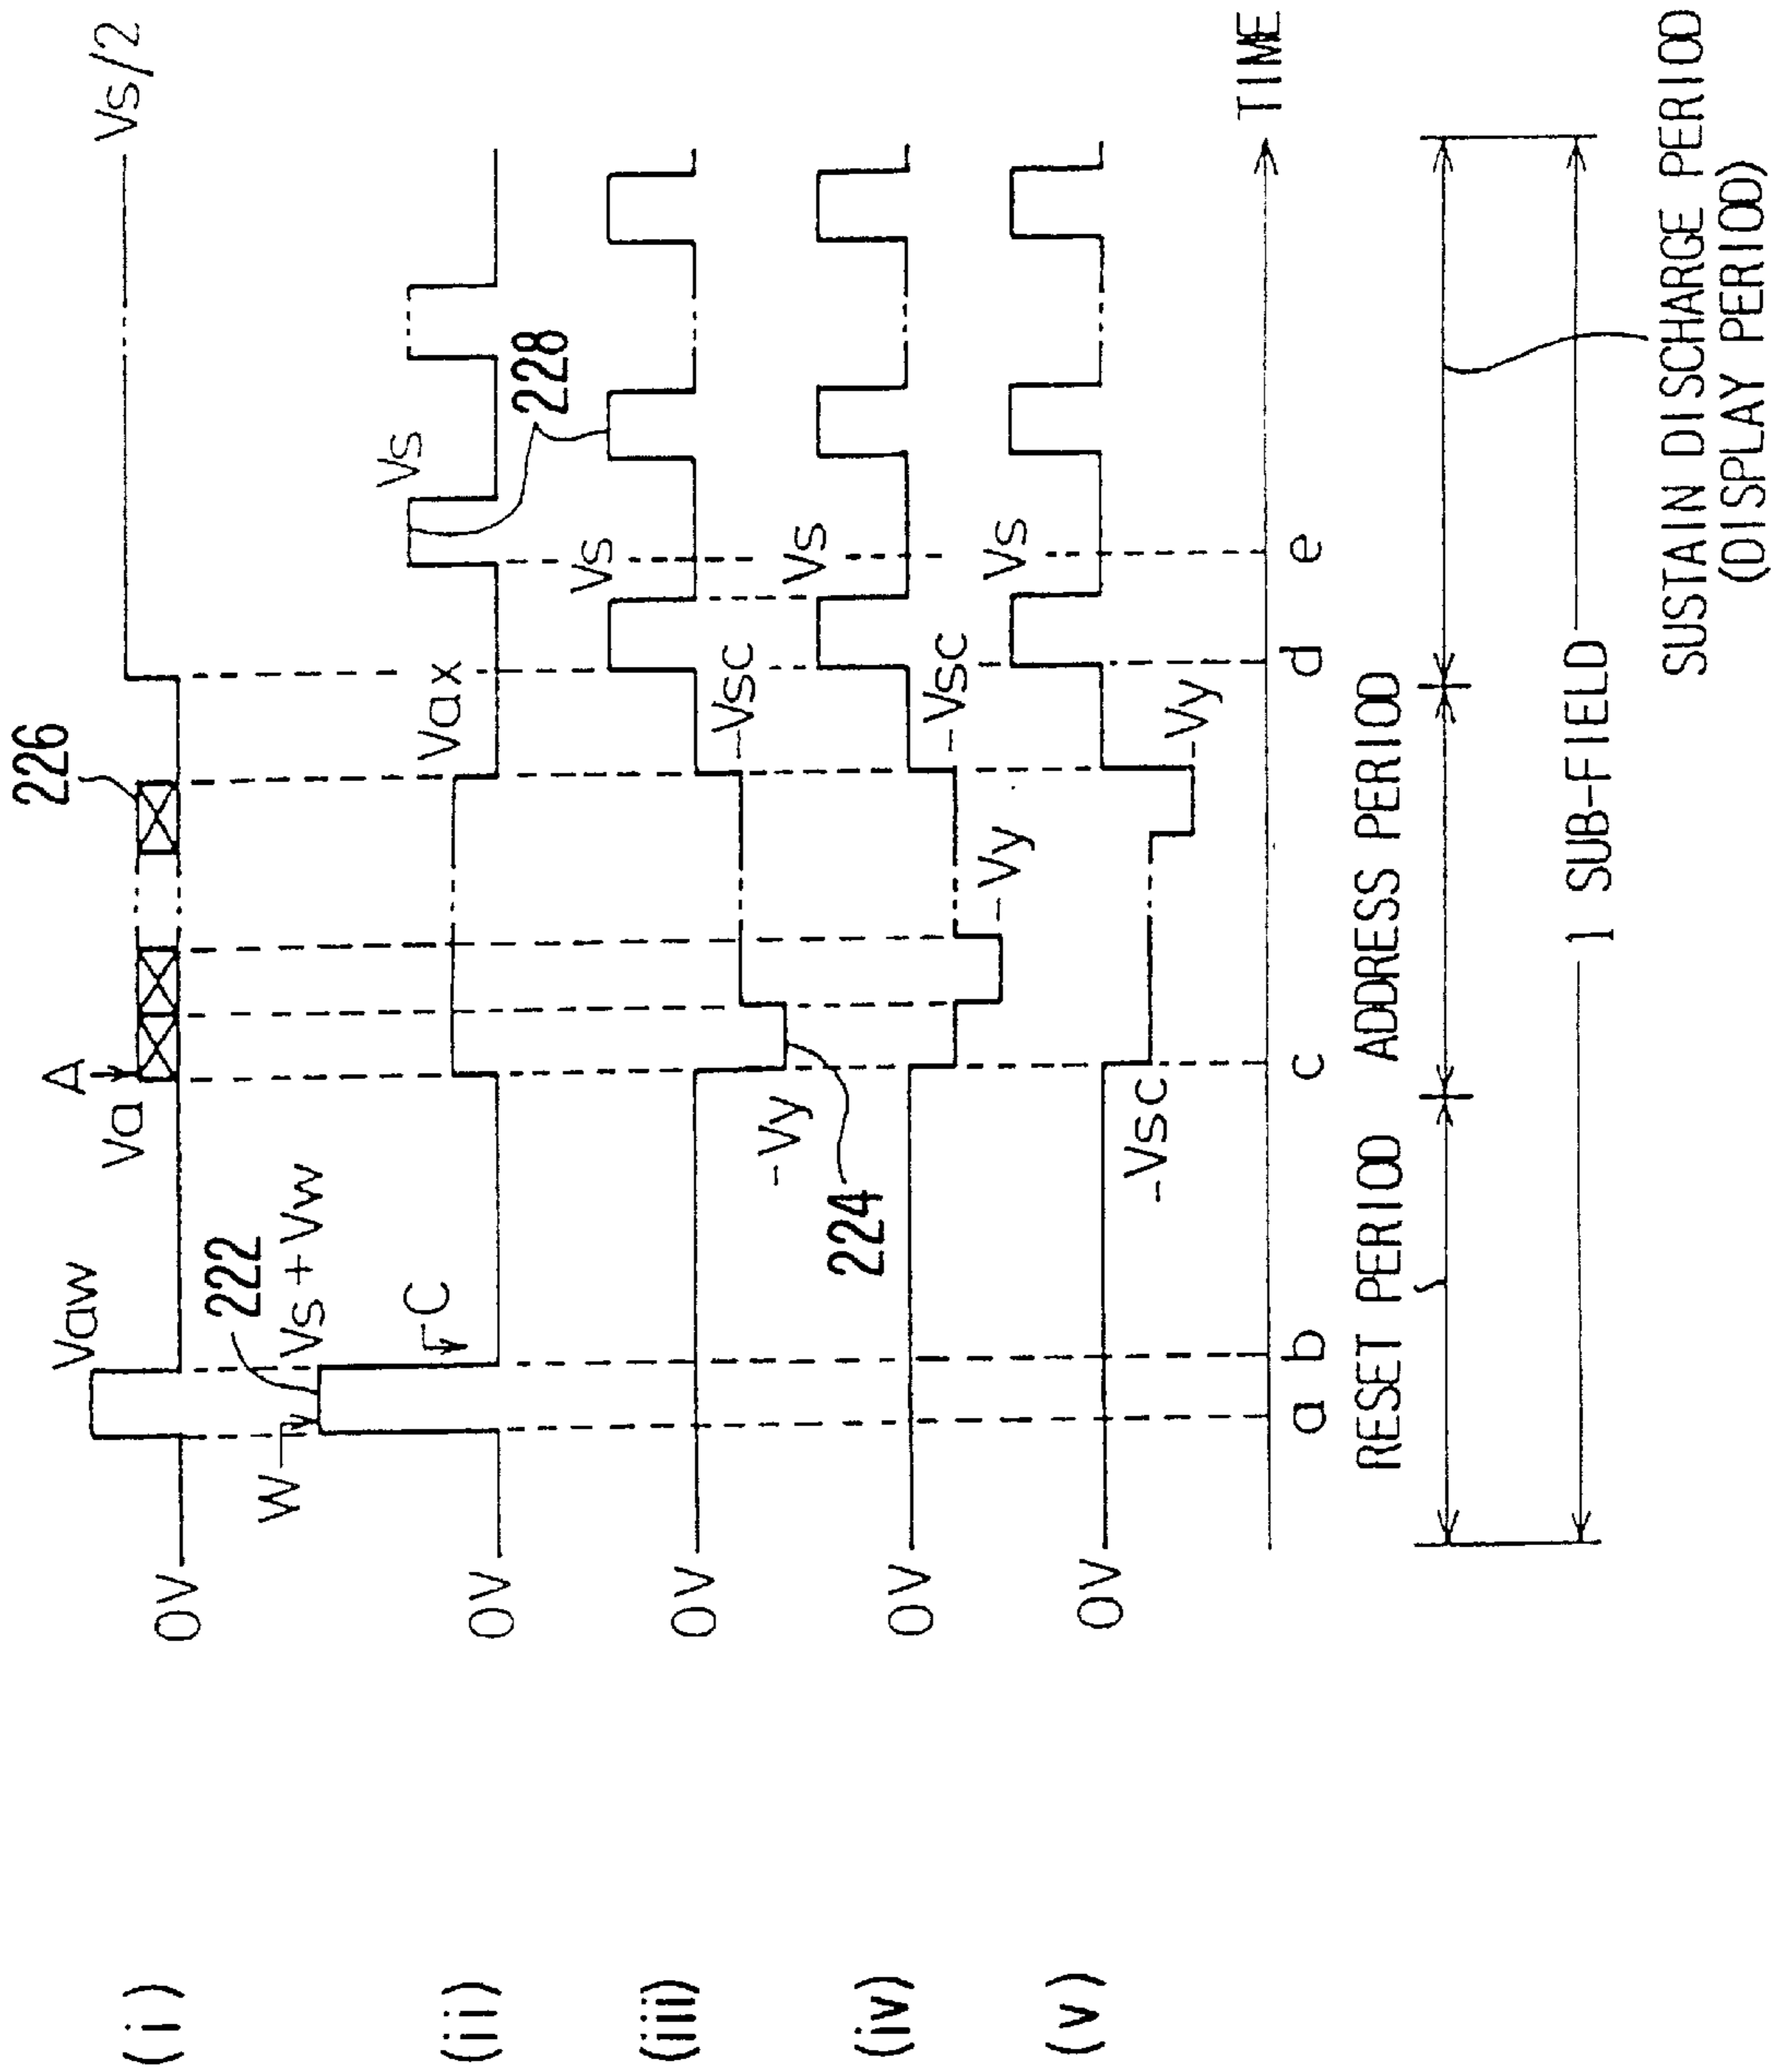 (i)
0V
Vaw
Va
A
226
Vs/2
W
222
Vs+Vw
C
(ii)
0V
Vax
Vs
228
(iii)
0V
-Vy
224
-Vsc
Vs
(iv)
0V
-Vy
-Vsc
Vs
(v)
0V
-Vsc
-Vy
Vs
a b c d e
TIME
RESET PERIOD
ADDRESS PERIOD
SUSTAIN DISCHARGE PERIOD
(DISPLAY PERIOD)
1 SUB-FIELD